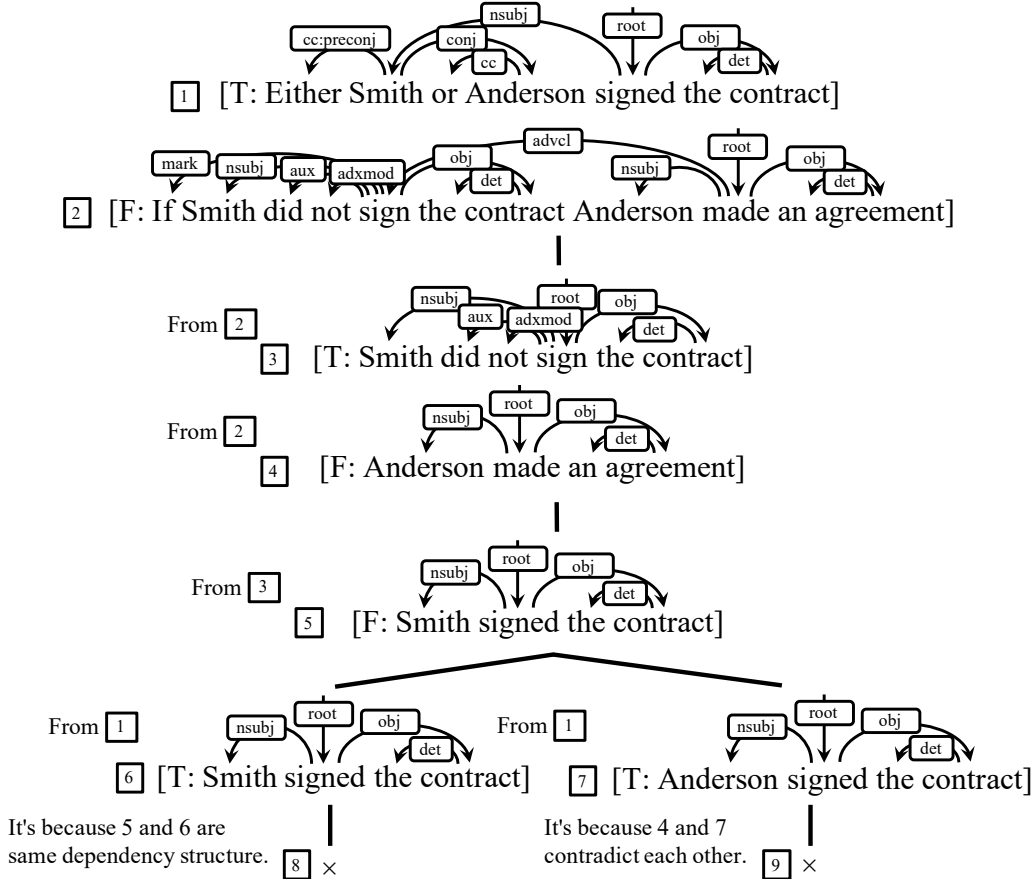 nsubj
root
cc:preconj conj obj
cc det
1 [T: Either Smith or Anderson signed the contract]
advcl
root
mark nsubj aux adxmod obj det nsubj obj det
2 [F: If Smith did not sign the contract Anderson made an agreement]
nsubj root obj
aux adxmod det
From 2
3 [T: Smith did not sign the contract]
nsubj root obj
det
From 2
4 [F: Anderson made an agreement]
nsubj root obj
det
From 3
5 [F: Smith signed the contract]
nsubj root obj
det
From 1
6 [T: Smith signed the contract]
nsubj root obj
det
From 1
7 [T: Anderson signed the contract]
It's because 5 and 6 are
same dependency structure. 8 ×
It's because 4 and 7
contradict each other. 9 ×